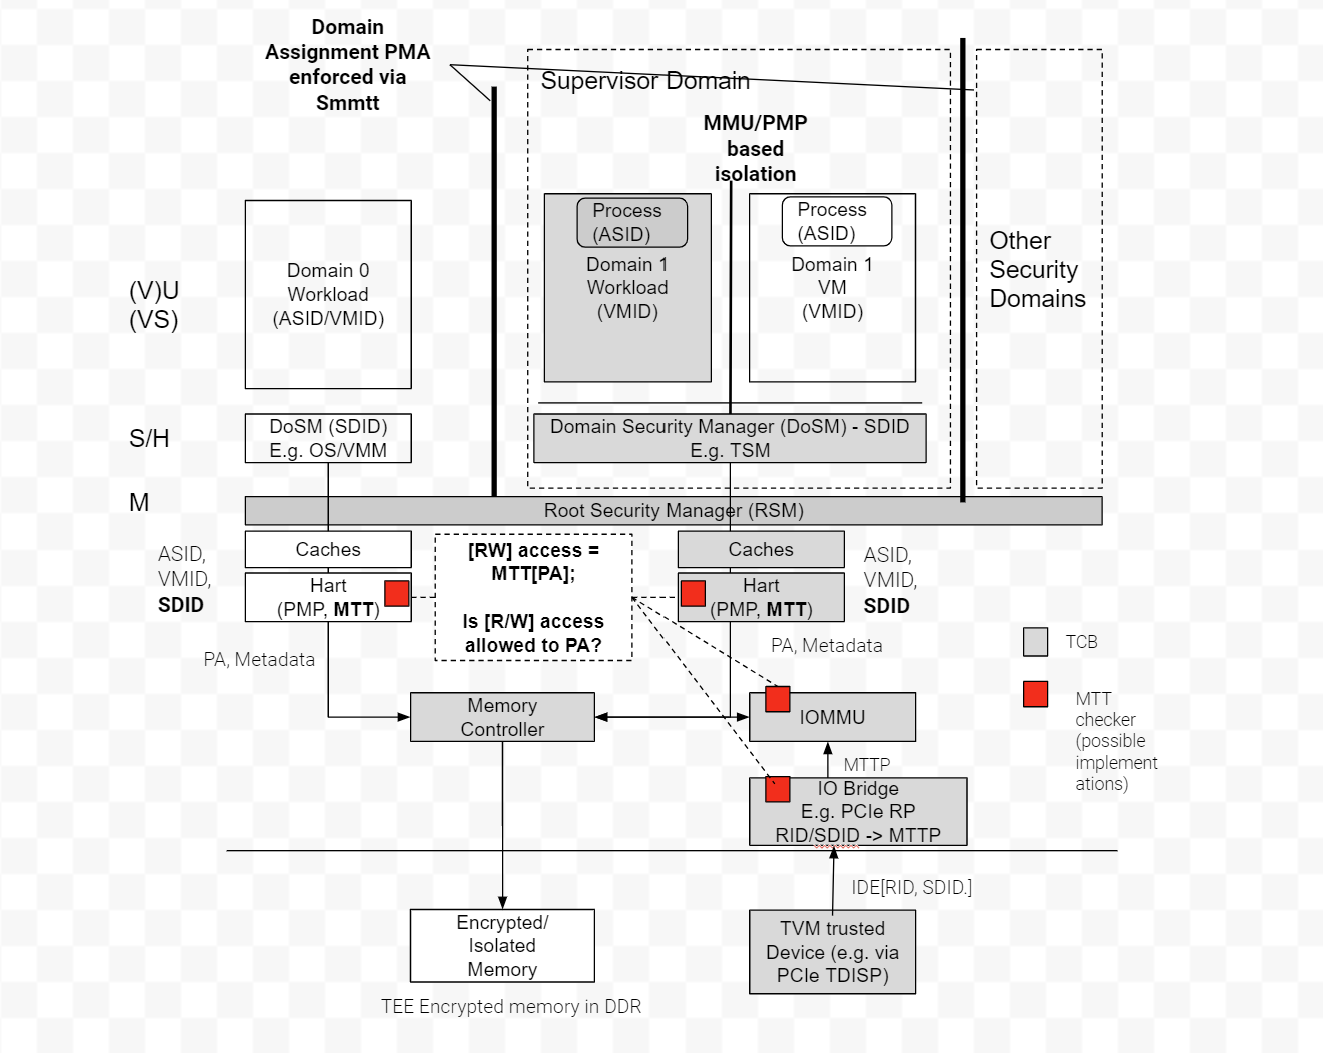 Domain
Assignment PMA
enforced via
Smmtt
Supervisor Domain
MMU/PMP
based
isolation
Process
(ASID)
Domain 1
Workload
(VMID)
Process
(ASID)
Domain 1
VM
(VMID)
Other
Security
Domains
(V)U
(VS)
Domain 0
Workload
(ASID/VMID)
S/H
DoSM (SDID)
E.g. OS/VMM
Domain Security Manager (DoSM) - SDID
E.g. TSM
M
Root Security Manager (RSM)
ASID,
VMID,
SDID
Caches
Hart
(PMP, MTT)
[RW] access =
MTT[PA];
Is [R/W] access
allowed to PA?
Caches
Hart
(PMP, MTT)
ASID,
VMID,
SDID
PA, Metadata
PA, Metadata
TCB
MTT
checker
(possible
implement
ations)
Memory
Controller
IOMMU
MTTP
IO Bridge
E.g. PCIe RP
RID/SDID -> MTTP
IDE[RID, SDID.]
Encrypted/
Isolated
Memory
TVM trusted
Device (e.g. via
PCIe TDISP)
TEE Encrypted memory in DDR